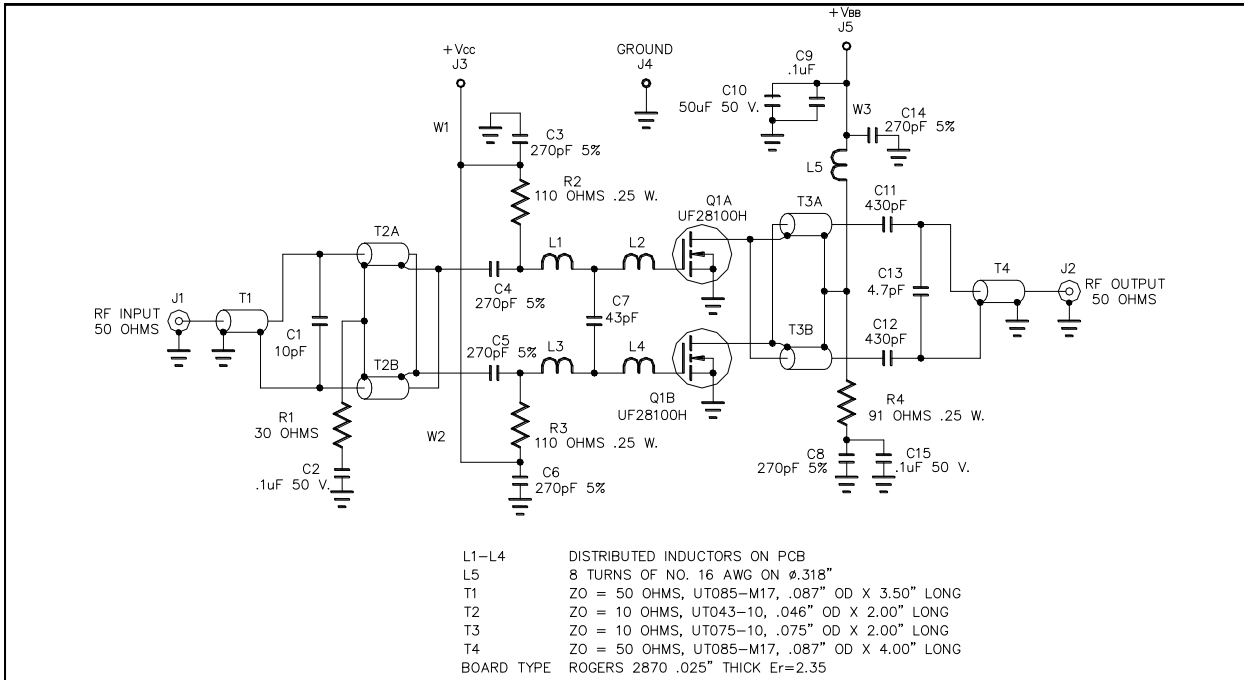 +VBB
J5
+Vcc
J3
GROUND
J4
C9
.1uF
C10
50uF 50 V.
W3
C14
270pF 5%
W1
C3
270pF 5%
L5
R2
110 OHMS .25 W.
Q1A
UF28100H
T3A
C11
430pF
T2A
L1
L2
J1
RF INPUT
50 OHMS
T1
C1
10pF
C4
270pF 5%
C7
43pF
C13
4.7pF
T4
J2
RF OUTPUT
50 OHMS
C5
270pF 5%
T2B
L3
L4
T3B
C12
430pF
Q1B
UF28100H
R1
30 OHMS
W2
R3
110 OHMS .25 W.
R4
91 OHMS .25 W.
C2
.1uF 50 V.
C6
270pF 5%
C8
270pF 5%
C15
.1uF 50 V.
L1-L4 DISTRIBUTED INDUCTORS ON PCB
L5 8 TURNS OF NO. 16 AWG ON ø.318"
T1 ZO = 50 OHMS, UT085-M17, .087" OD X 3.50" LONG
T2 ZO = 10 OHMS, UT043-10, .046" OD X 2.00" LONG
T3 ZO = 10 OHMS, UT075-10, .075" OD X 2.00" LONG
T4 ZO = 50 OHMS, UT085-M17, .087" OD X 4.00" LONG
BOARD TYPE ROGERS 2870 .025" THICK Er=2.35